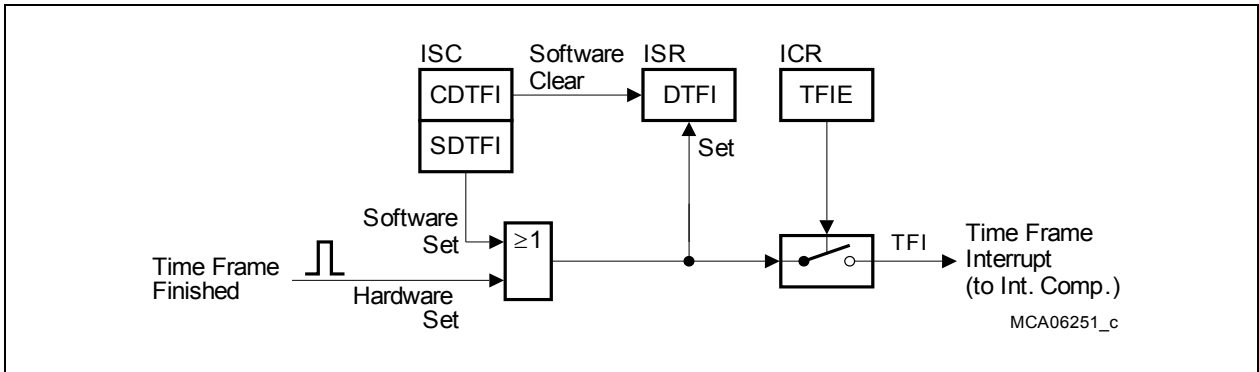 ISC
Software
Clear
ISR
ICR
CDTFI
DTFI
TFIE
SDTFI
Set
Software
Set
≥1
TFI
Time Frame
Interrupt
(to Int. Comp.)
Time Frame
Finished
Hardware
Set
MCA06251_c